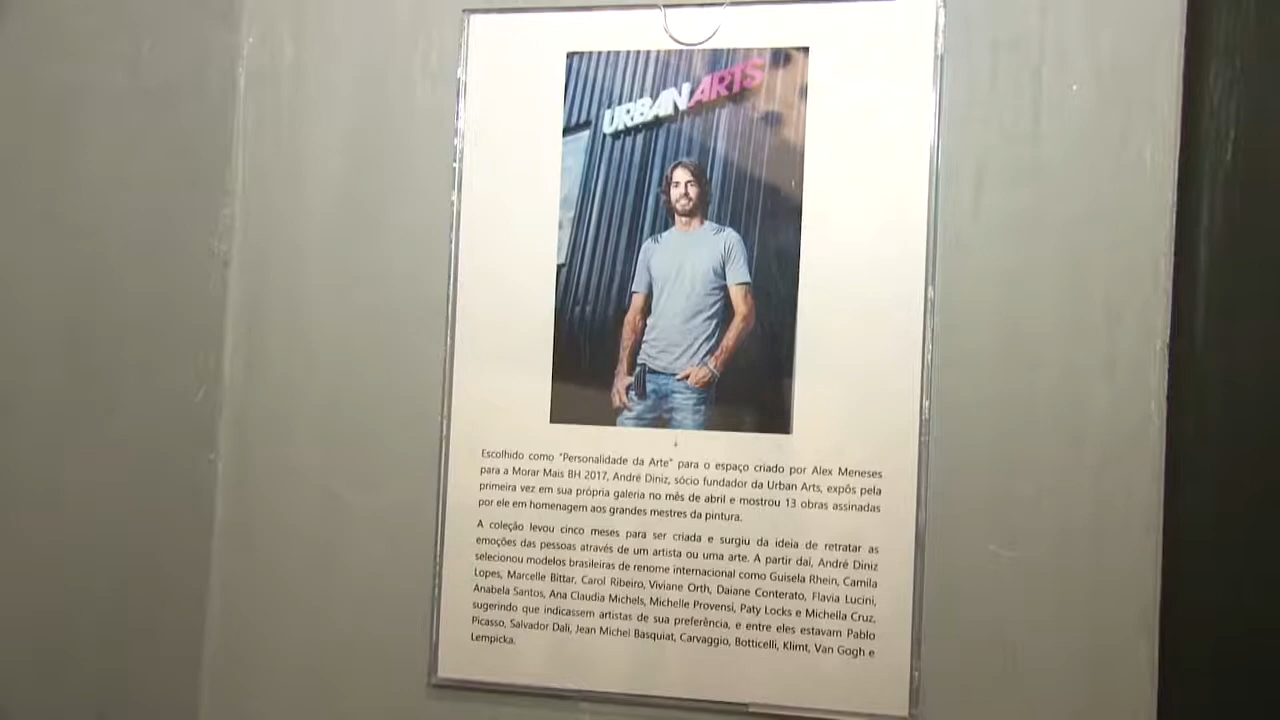 URBANARTS
Escolhido como "Personalidade da Arte" para o espaço criado por Alex Meneses
para a Morar Mais BH 2017, André Diniz, sócio fundador da Urban Arts, expôs pela
primeira vez em sua própria galeria no mês de abril e mostrou 13 obras assinadas
por ele em homenagem aos grandes mestres da pintura.
A coleção levou cinco meses para ser criada e surgiu da ideia de retratar as
emoções das pessoas através de um artista ou uma arte. A partir daí, André Diniz
selecionou modelos brasileiras de renome internacional como Guisela Rhein, Camila
Lopes, Marcelle Bittar, Carol Ribeiro, Viviane Orth, Daiane Conterato, Flavia Lucini,
Anabela Santos, Ana Claudia Michels, Michelle Provensi, Paty Locks e Michella Cruz,
sugerindo que indicassem artistas de sua preferência, e entre eles estavam Pablo
Picasso, Salvador Dali, Jean Michel Basquiat, Carvaggio, Botticelli, Klimt, Van Gogh e
Lempicka.